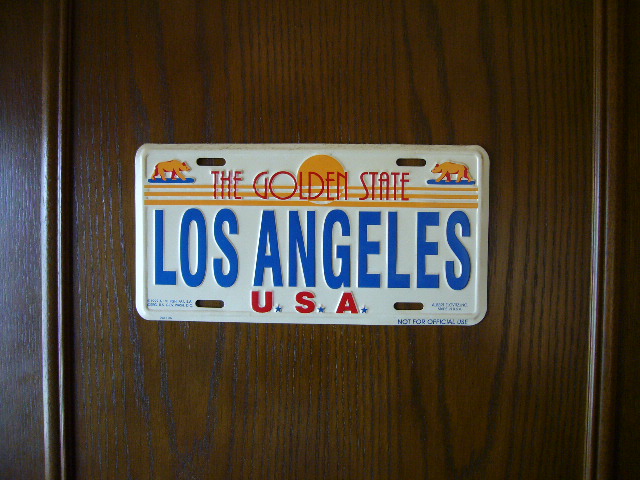 THE GOLDEN STATE
LOS ANGELES
U.S.A.
NOT FOR OFFICIAL USE